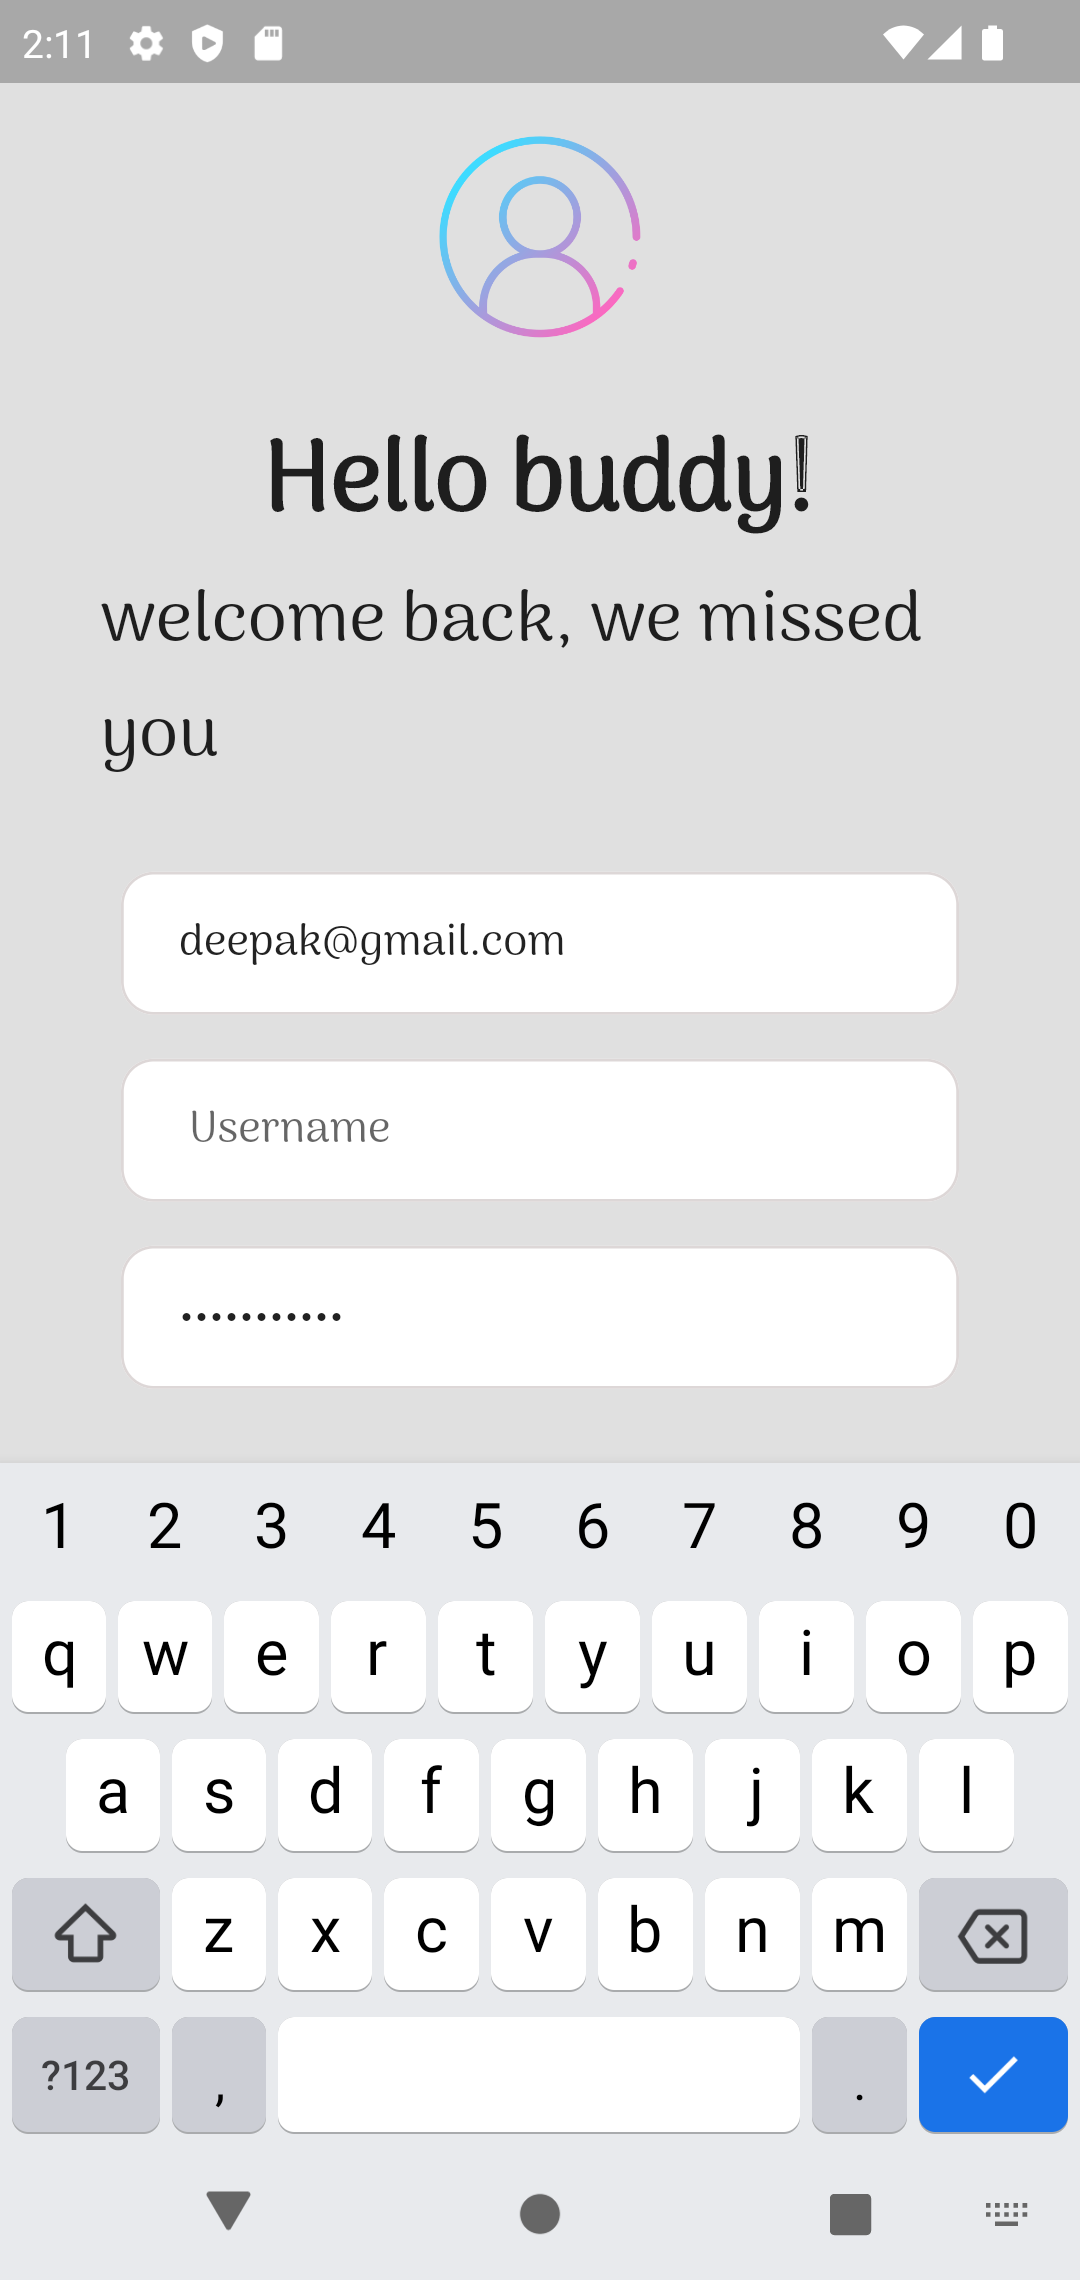 2:11
Hello buddy!
welcome back, we missed
you
deepak@gmail.com
Username
•••••••••••
1 2 3 4 5 6 7 8 9 0
q w e r t y u i o p
a s d f g h j k l
z x c v b n m
?123 , .